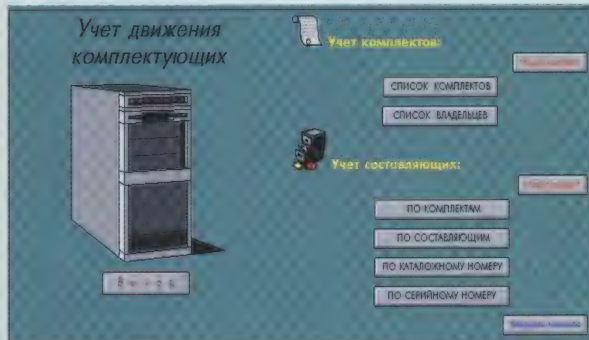 Учет движения
комплектующих
Выход
Учет комплектов:
СПИСОК КОМПЛЕКТОВ
СПИСОК ВЛАДЕЛЬЦЕВ
Учет составляющих:
ПО КОМПЛЕКТАМ
ПО СОСТАВЛЯЮЩИМ
ПО КАТАЛОЖНОМУ НОМЕРУ
ПО СЕРИЙНОМУ НОМЕРУ